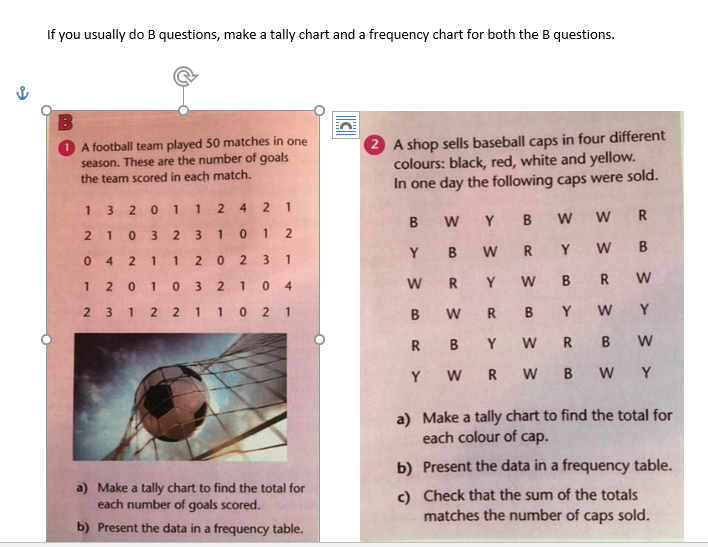 If you usually do B questions, make a tally chart and a frequency chart for both the B questions.
B
1 A football team played 50 matches in one
season. These are the number of goals
the team scored in each match.
1 3 2 0 1 1 2 4 2 1
2 1 0 3 2 3 1 0 1 2
0 4 2 1 1 2 0 2 3 1
1 2 0 1 0 3 2 1 0 4
2 3 1 2 2 1 1 0 2 1
a) Make a tally chart to find the total for
each number of goals scored.
b) Present the data in a frequency table.
2 A shop sells baseball caps in four different
colours: black, red, white and yellow.
In one day the following caps were sold.
B W Y B W W R
Y B W R Y W B
W R Y W B R W
B W R B Y W Y
R B Y W R B W
Y W R W B W Y
a) Make a tally chart to find the total for
each colour of cap.
b) Present the data in a frequency table.
c) Check that the sum of the totals
matches the number of caps sold.